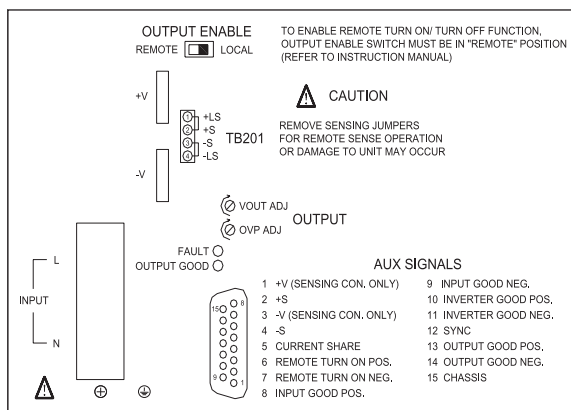 OUTPUT ENABLE
REMOTE LOCAL
TO ENABLE REMOTE TURN ON/ TURN OFF FUNCTION,
OUTPUT ENABLE SWITCH MUST BE IN "REMOTE" POSITION
(REFER TO INSTRUCTION MANUAL)
+V
1 +LS
2 +S
3 -S
4 -LS
TB201
-V
CAUTION
REMOVE SENSING JUMPERS
FOR REMOTE SENSE OPERATION
OR DAMAGE TO UNIT MAY OCCUR
VOUT ADJ
OUTPUT
OVP ADJ
FAULT
OUTPUT GOOD
L
INPUT
N
15 8
9 1
AUX SIGNALS
1 +V (SENSING CON. ONLY)
2 +S
3 -V (SENSING CON. ONLY)
4 -S
5 CURRENT SHARE
6 REMOTE TURN ON POS.
7 REMOTE TURN ON NEG.
8 INPUT GOOD POS.
9 INPUT GOOD NEG.
10 INVERTER GOOD POS.
11 INVERTER GOOD NEG.
12 SYNC
13 OUTPUT GOOD POS.
14 OUTPUT GOOD NEG.
15 CHASSIS